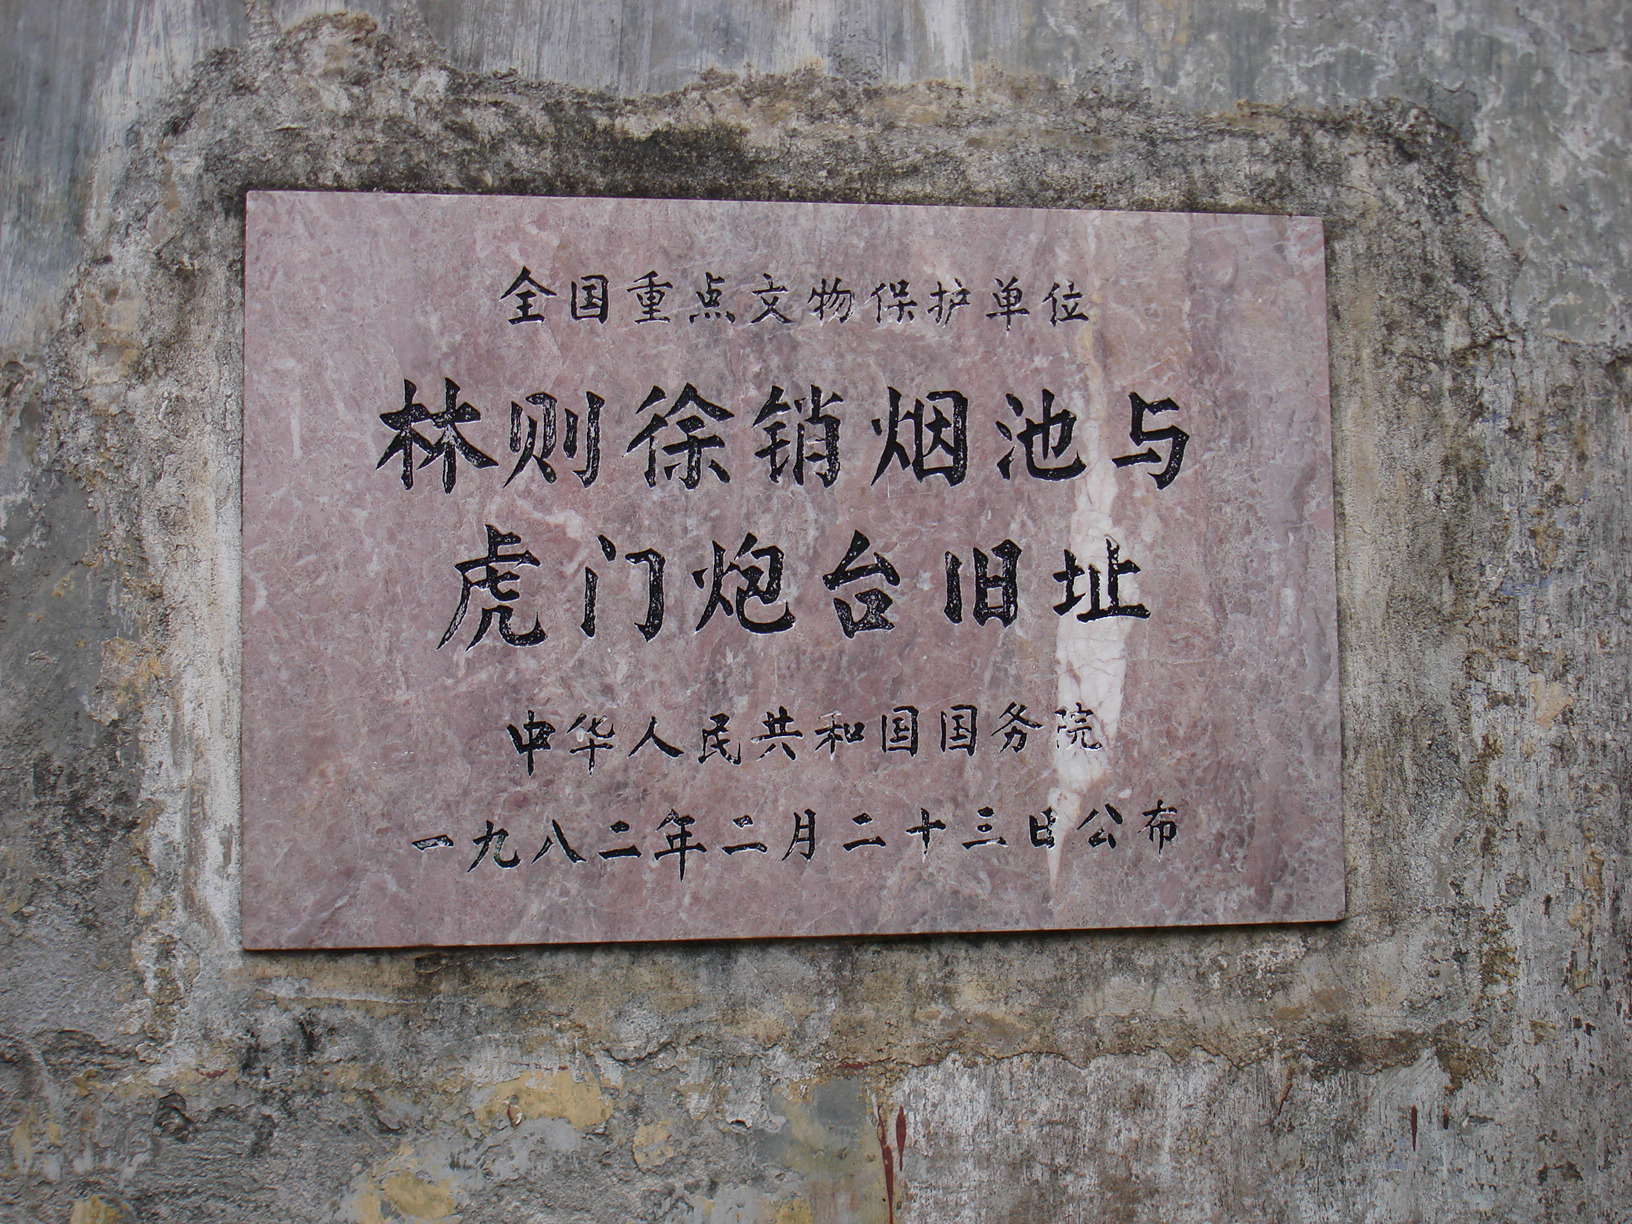 全国重点文物保护单位
林则徐销烟池与
虎门炮台旧址
中华人民共和国国务院
一九八二年二月二十三日公布